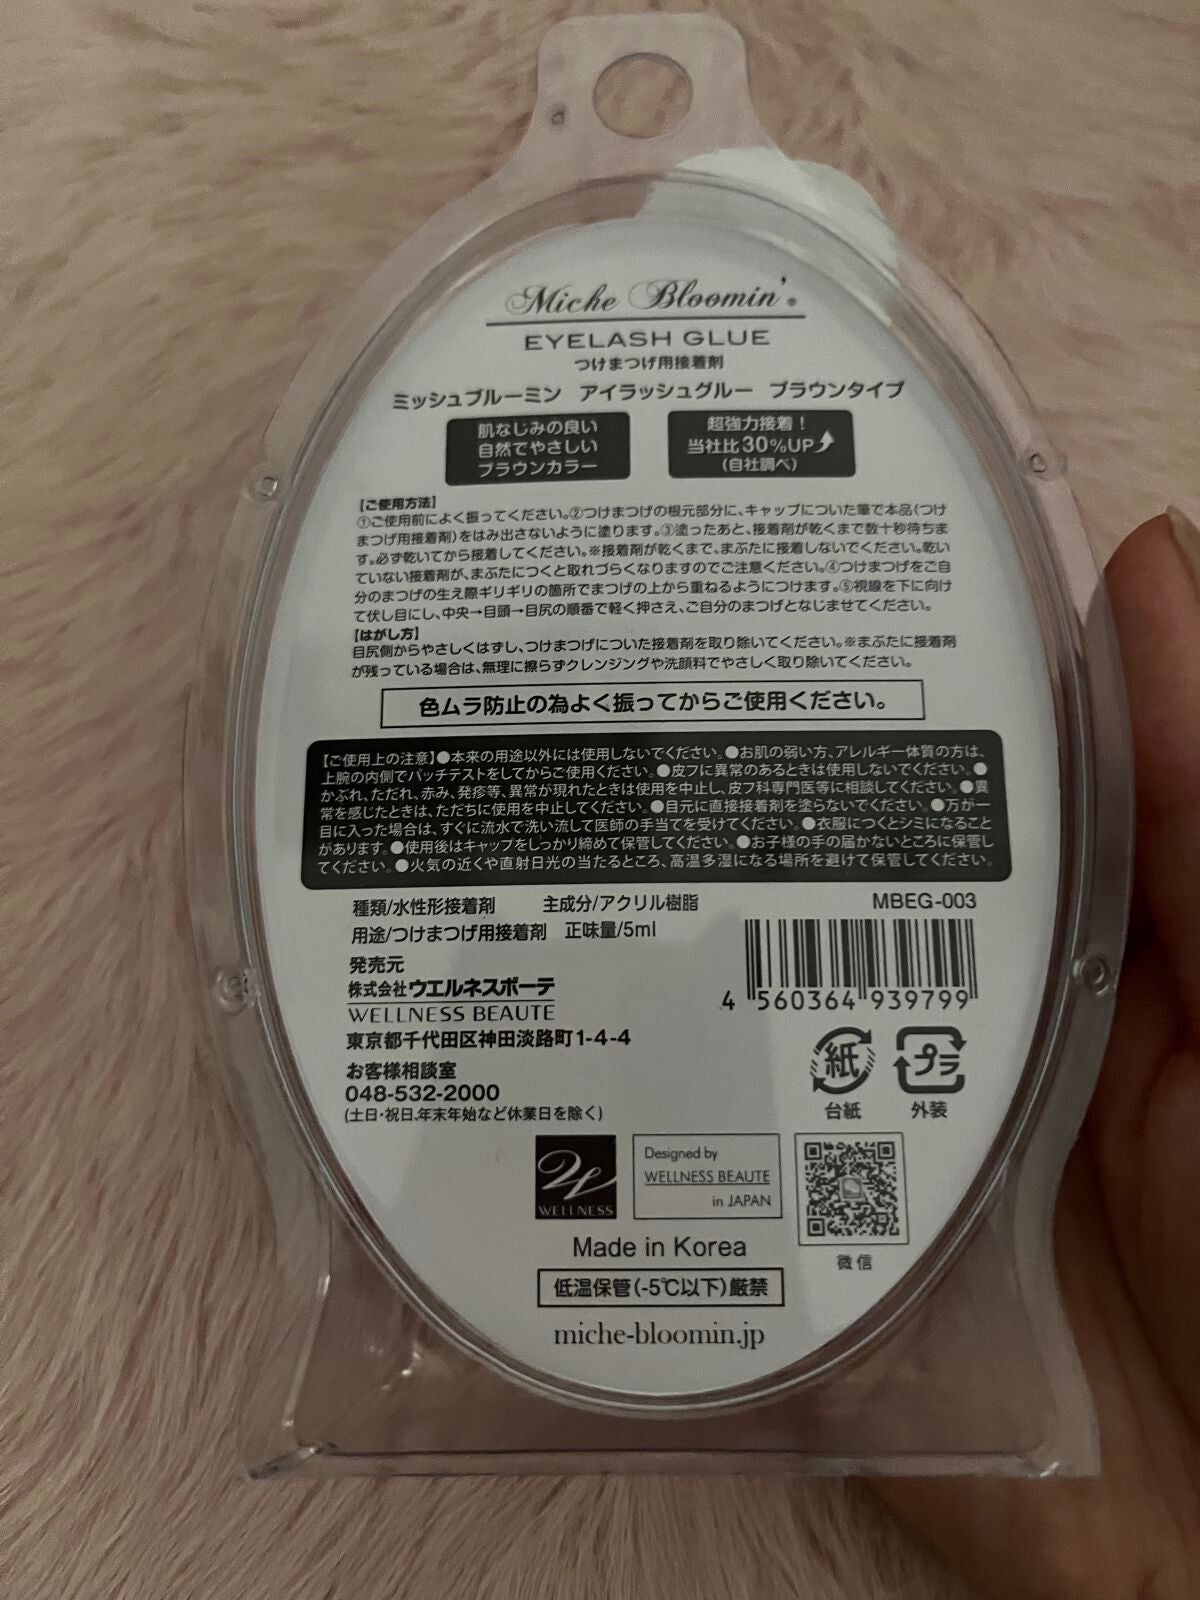 Miche Bloomin'®
EYELASH GLUE
つけまつげ用接着剤
ミッシュブルーミン アイラッシュグルー ブラウンタイプ
肌なじみの良い
自然でやさしい
ブラウンカラー
超強力接着!
当社比30%UP
(自社調べ)
【ご使用方法】
①ご使用前によく振ってください。②つけまつげの根元部分に、キャップについた筆で本品(つけ
まつげ用接着剤)をはみ出さないように塗ります。③塗ったあと、接着剤が乾くまで数十秒待ちま
す。必ず乾いてから接着してください。※接着剤が乾くまで、まぶたに接着しないでください。乾い
ていない接着剤が、まぶたにつくと取れづらくなりますのでご注意ください。④つけまつげをご自
分のまつげの生え際ギリギリの箇所でまつげの上から重ねるようにつけます。⑤視線を下に向け
て伏し目にし、中央→目頭→目尻の順番で軽く押さえ、ご自分のまつげとなじませてください。
【はがし方】
目尻側からやさしくはずし、つけまつげについた接着剤を取り除いてください。※まぶたに接着剤
が残っている場合は、無理に擦らずクレンジングや洗顔料でやさしく取り除いてください。
色ムラ防止の為よく振ってからご使用ください。
【ご使用上の注意】●本来の用途以外には使用しないでください。●お肌の弱い方、アレルギー体質の方は、
上腕の内側でパッチテストをしてからご使用ください。●皮フに異常のあるときは使用しないでください。●
かぶれ、ただれ、赤み、発疹等、異常が現れたときは使用を中止し、皮フ科専門医等に相談してください。●異
常を感じたときは、ただちに使用を中止してください。●目元に直接接着剤を塗らないでください。●万が一
目に入った場合は、すぐに流水で洗い流して医師の手当てを受けてください。●衣服につくとシミになること
があります。●使用後はキャップをしっかり締めて保管してください。●お子様の手の届かないところに保管し
てください。●火気の近くや直射日光の当たるところ、高温多湿になる場所を避けて保管してください。
種類/水性形接着剤 主成分/アクリル樹脂
用途/つけまつげ用接着剤 正味量/5ml
MBEG-003
4 560364 939799
発売元
株式会社ウエルネスボーテ
WELLNESS BEAUTE
東京都千代田区神田淡路町1-4-4
お客様相談室
048-532-2000
(土日・祝日、年末年始など休業日を除く)
紙
台紙
プラ
外装
WELLNESS
Designed by
WELLNESS BEAUTE
in JAPAN
微信
Made in Korea
低温保管(-5℃以下)厳禁
miche-bloomin.jp